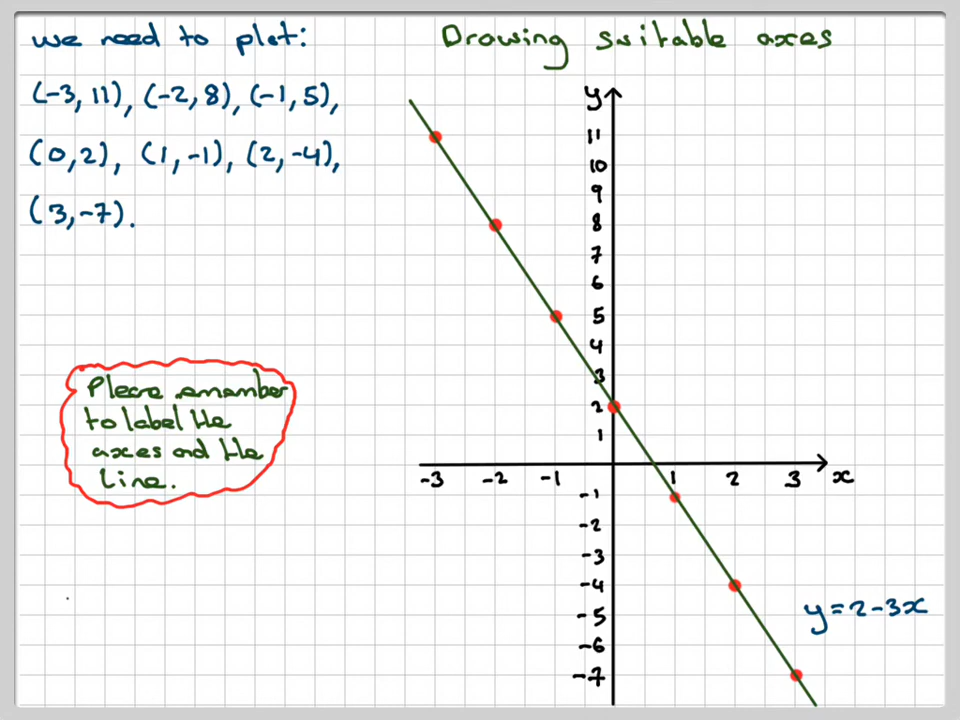 we need to plot:
(-3, 11), (-2, 8), (-1, 5),
(0, 2), (1, -1), (2, -4),
(3, -7).
Please remember
to label the
axes and the
line.
Drawing suitable axes
y
11
10
9
8
7
6
5
4
3
2
1
-3 -2 -1 1 2 3 x
-1
-2
-3
-4
-5
-6
-7
y = 2 - 3x